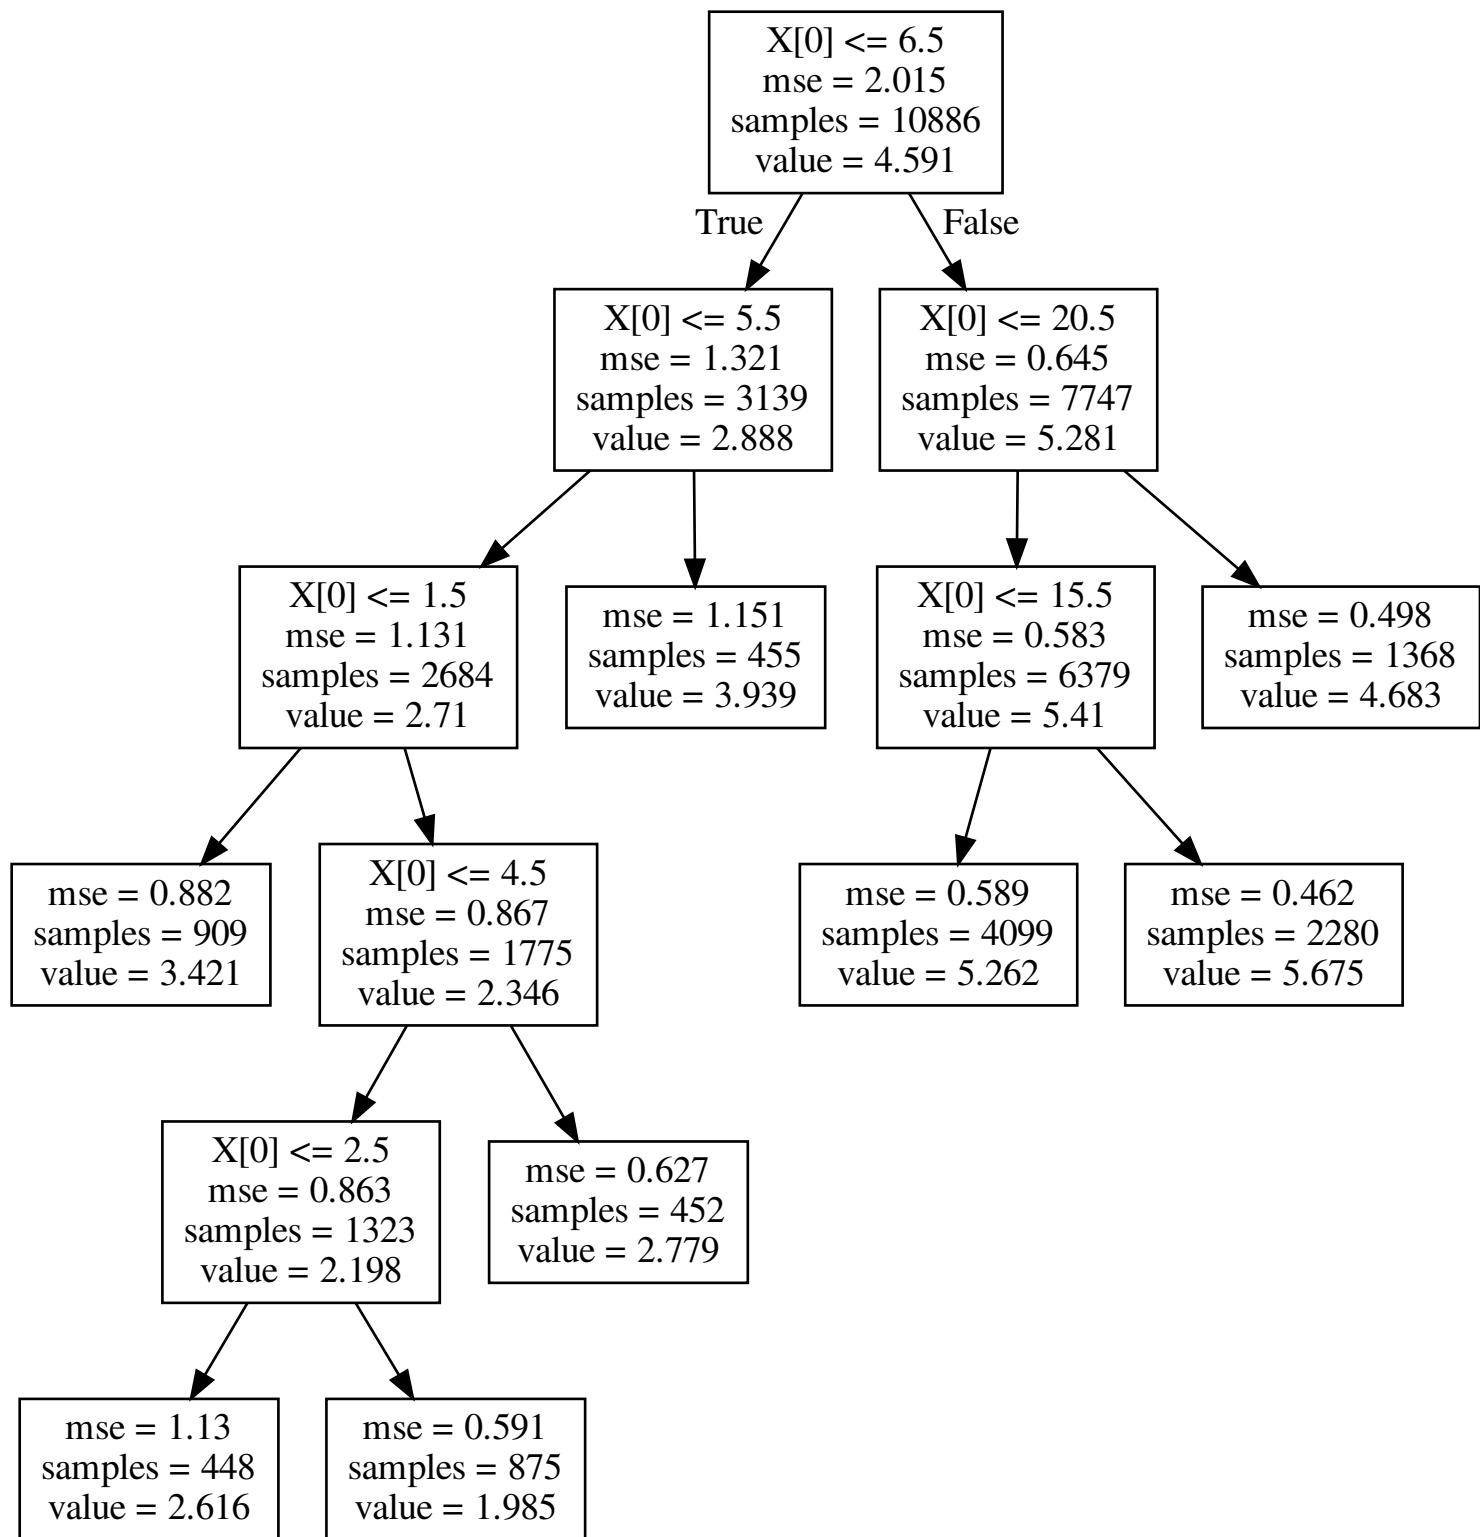 X[0] <= 6.5
mse = 2.015
samples = 10886
value = 4.591
True
False
X[0] <= 5.5
mse = 1.321
samples = 3139
value = 2.888
X[0] <= 20.5
mse = 0.645
samples = 7747
value = 5.281
X[0] <= 1.5
mse = 1.131
samples = 2684
value = 2.71
mse = 1.151
samples = 455
value = 3.939
X[0] <= 15.5
mse = 0.583
samples = 6379
value = 5.41
mse = 0.498
samples = 1368
value = 4.683
mse = 0.882
samples = 909
value = 3.421
X[0] <= 4.5
mse = 0.867
samples = 1775
value = 2.346
mse = 0.589
samples = 4099
value = 5.262
mse = 0.462
samples = 2280
value = 5.675
X[0] <= 2.5
mse = 0.863
samples = 1323
value = 2.198
mse = 0.627
samples = 452
value = 2.779
mse = 1.13
samples = 448
value = 2.616
mse = 0.591
samples = 875
value = 1.985